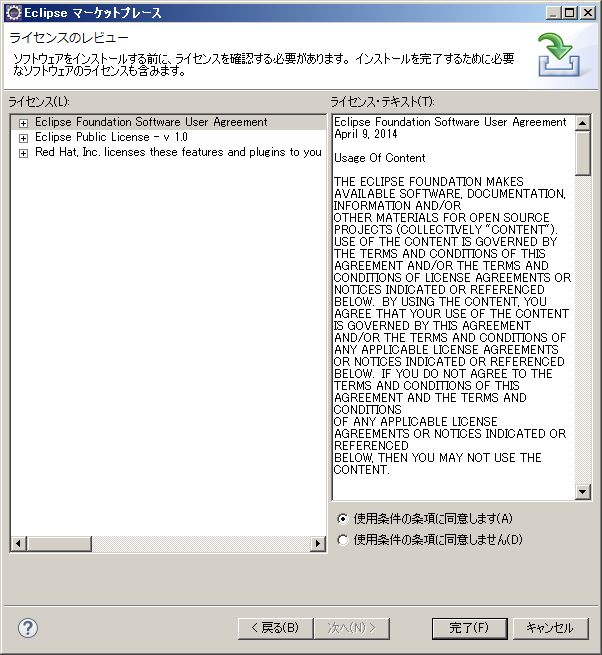 Eclipse マーケットプレース
ライセンスのレビュー
ソフトウェアをインストールする前に、ライセンスを確認する必要があります。インストールを完了するために必要
なソフトウェアのライセンスも含みます。
ライセンス(L):
Eclipse Foundation Software User Agreement
Eclipse Public License - v 1.0
Red Hat, Inc. licenses these features and plugins to you
ライセンス・テキスト(T):
Eclipse Foundation Software User Agreement
April 9, 2014
Usage Of Content
THE ECLIPSE FOUNDATION MAKES
AVAILABLE SOFTWARE, DOCUMENTATION,
INFORMATION AND/OR
OTHER MATERIALS FOR OPEN SOURCE
PROJECTS (COLLECTIVELY "CONTENT").
USE OF THE CONTENT IS GOVERNED BY
THE TERMS AND CONDITIONS OF THIS
AGREEMENT AND/OR THE TERMS AND
CONDITIONS OF LICENSE AGREEMENTS OR
NOTICES INDICATED OR REFERENCED
BELOW.  BY USING THE CONTENT, YOU
AGREE THAT YOUR USE OF THE CONTENT
IS GOVERNED BY THIS AGREEMENT
AND/OR THE TERMS AND CONDITIONS OF
ANY APPLICABLE LICENSE AGREEMENTS
OR NOTICES INDICATED OR REFERENCED
BELOW.  IF YOU DO NOT AGREE TO THE
TERMS AND CONDITIONS OF THIS
AGREEMENT AND THE TERMS AND
CONDITIONS
OF ANY APPLICABLE LICENSE
AGREEMENTS OR NOTICES INDICATED OR
REFERENCED
BELOW, THEN YOU MAY NOT USE THE
CONTENT.
使用条件の条項に同意します(A)
使用条件の条項に同意しません(D)
< 戻る(B)
次へ(N) >
完了(F)
キャンセル